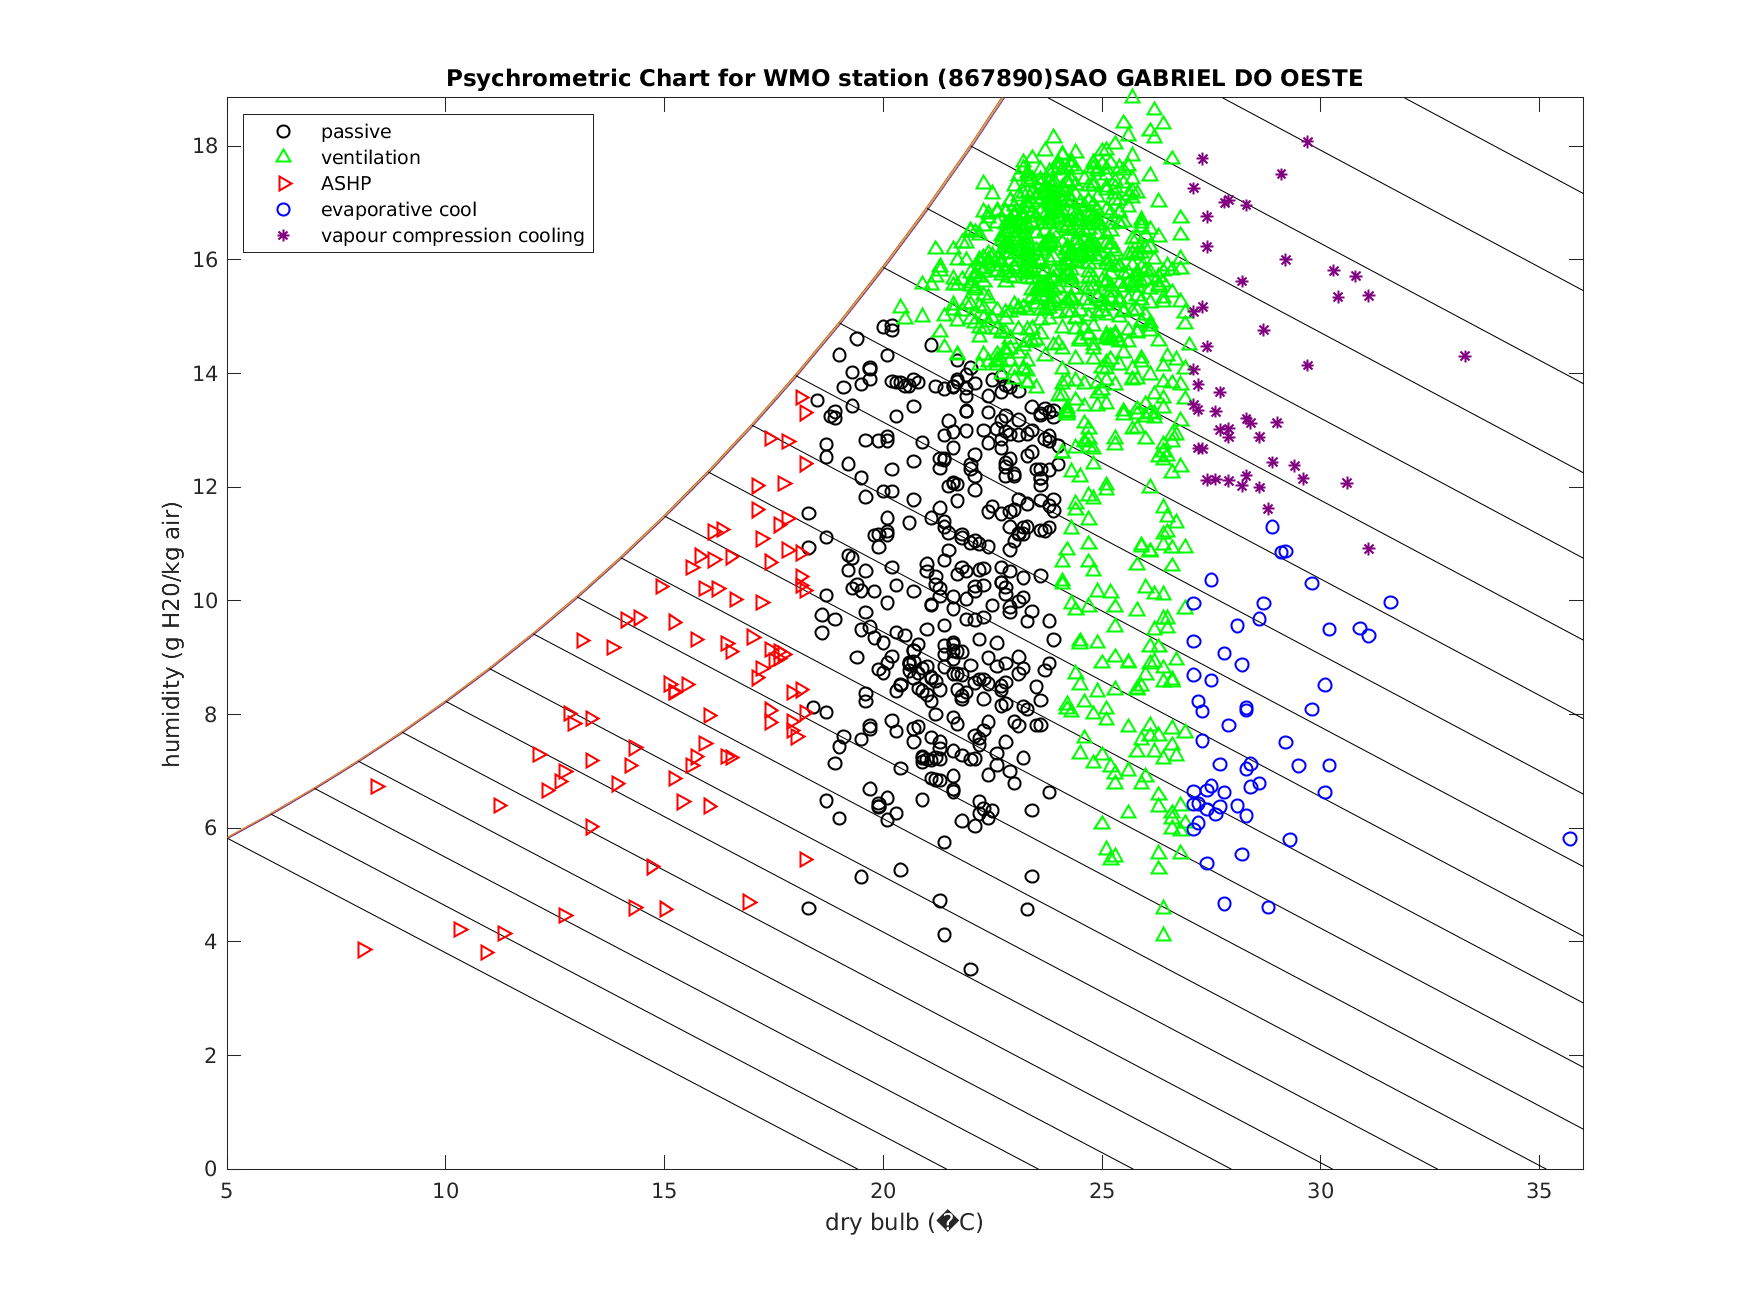 Psychrometric Chart for WMO station (867890)SAO GABRIEL DO OESTE
passive
ventilation
ASHP
evaporative cool
vapour compression cooling
humidity (g H20/kg air)
18
16
14
12
10
8
6
4
2
0
5 10 15 20 25 30 35
dry bulb (�C)